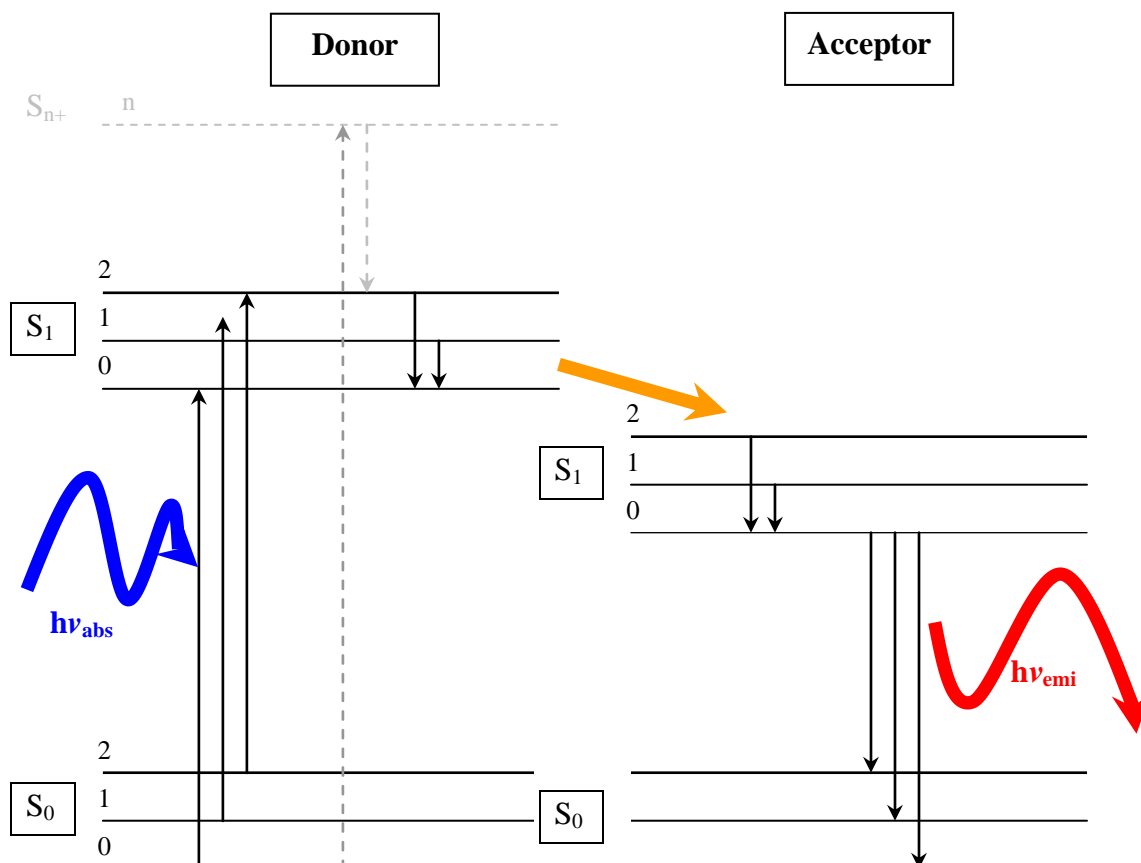 Donor
Acceptor
Sn+ n
2
S1 1
0
2
S1 1
0
hνabs
hνemi
2
S0 1
0
S0